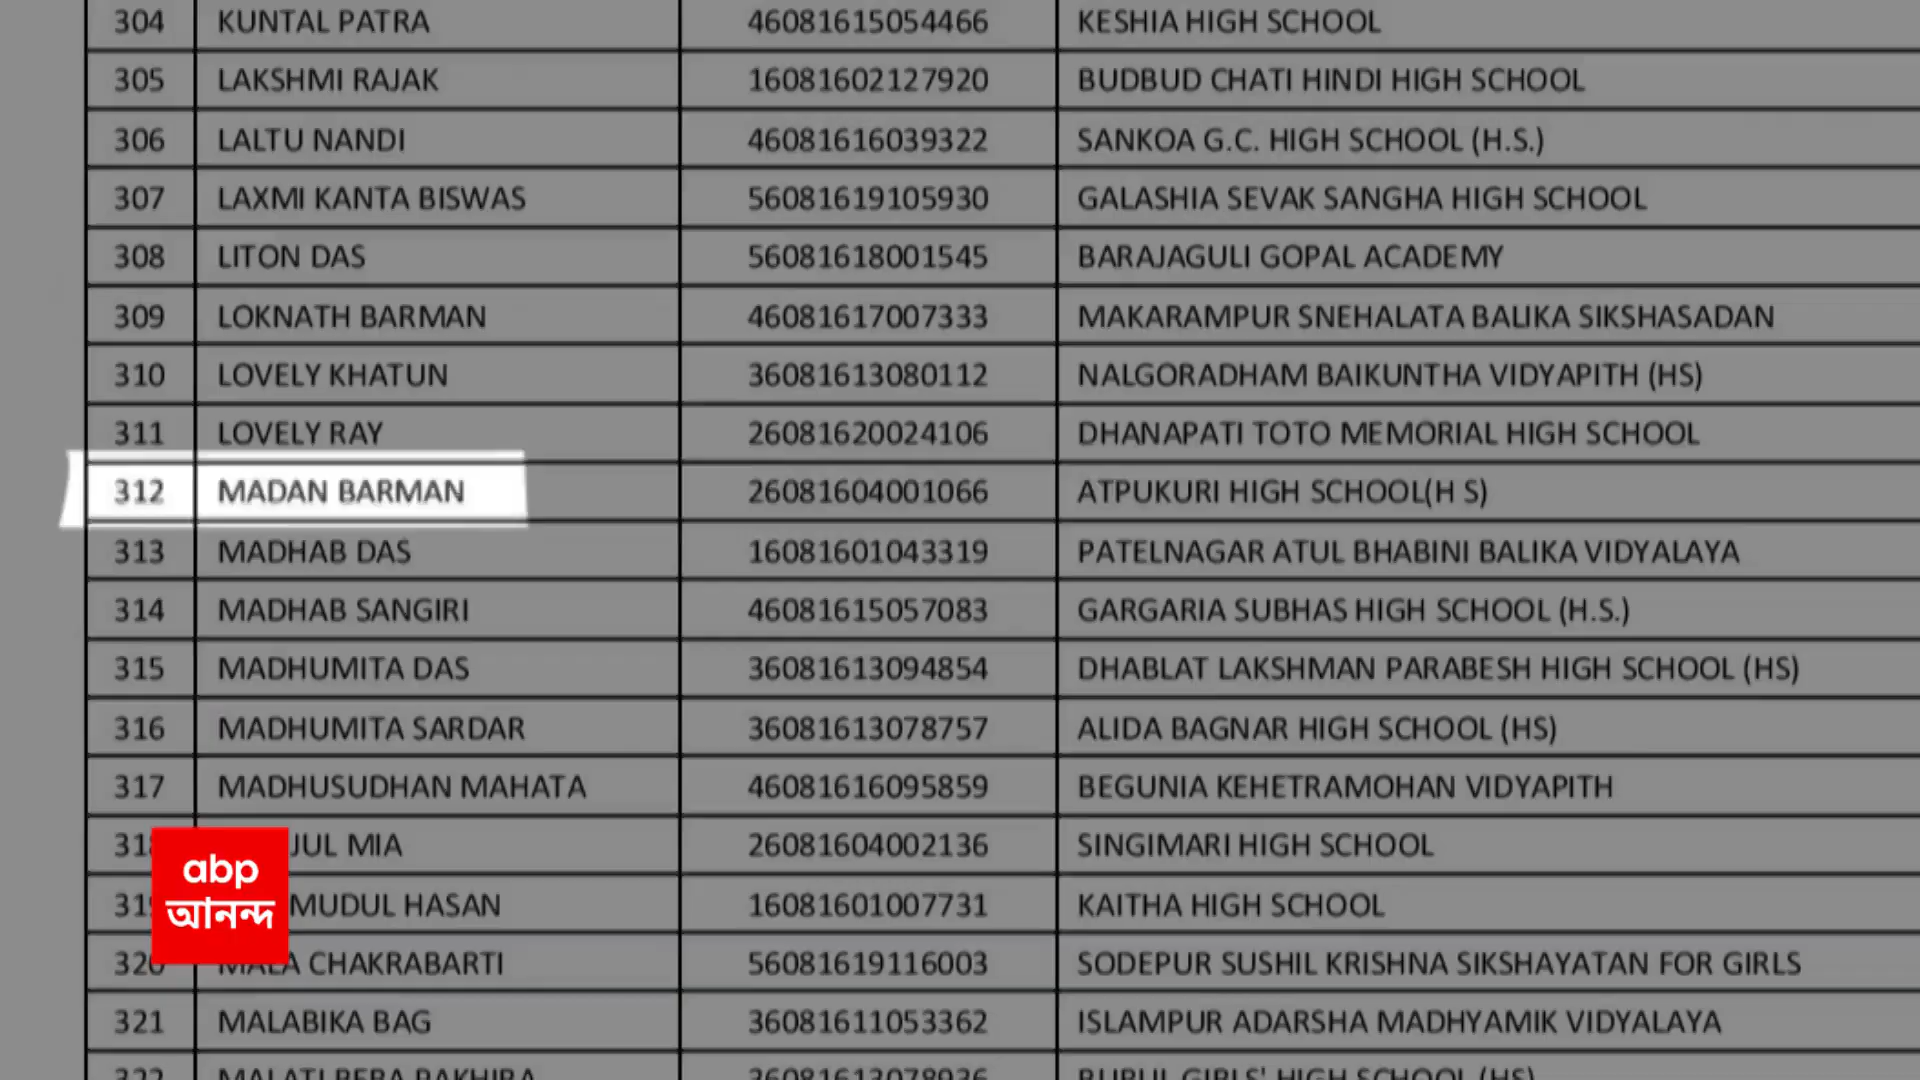 304 KUNTAL PATRA 46081615054466 KESHIA HIGH SCHOOL
305 LAKSHMI RAJAK 16081602127920 BUDBUD CHATI HINDI HIGH SCHOOL
306 LALTU NANDI 46081616039322 SANKOA G.C. HIGH SCHOOL (H.S.)
307 LAXMI KANTA BISWAS 56081619105930 GALASHIA SEVAK SANGHA HIGH SCHOOL
308 LITON DAS 56081618001545 BARAJAGULI GOPAL ACADEMY
309 LOKNATH BARMAN 46081617007333 MAKARAMPUR SNEHALATA BALIKA SIKSHASADAN
310 LOVELY KHATUN 36081613080112 NALGORADHAM BAIKUNTHA VIDYAPITH (HS)
311 LOVELY RAY 26081620024106 DHANAPATI TOTO MEMORIAL HIGH SCHOOL
312 MADAN BARMAN 26081604001066 ATPUKURI HIGH SCHOOL(H S)
313 MADHAB DAS 16081601043319 PATELNAGAR ATUL BHABINI BALIKA VIDYALAYA
314 MADHAB SANGIRI 46081615057083 GARGARIA SUBHAS HIGH SCHOOL (H.S.)
315 MADHUMITA DAS 36081613094854 DHABLAT LAKSHMAN PARABESH HIGH SCHOOL (HS)
316 MADHUMITA SARDAR 36081613078757 ALIDA BAGNAR HIGH SCHOOL (HS)
317 MADHUSUDHAN MAHATA 46081616095859 BEGUNIA KEHETRAMOHAN VIDYAPITH
MIA 26081604002136 SINGIMARI HIGH SCHOOL
HASAN 16081601007731 KAITHA HIGH SCHOOL
abp
আনন্দ
320 MALA CHAKRABARTI 56081619116003 SODEPUR SUSHIL KRISHNA SIKSHAYATAN FOR GIRLS
321 MALABIKA BAG 36081611053362 ISLAMPUR ADARSHA MADHYAMIK VIDYALAYA